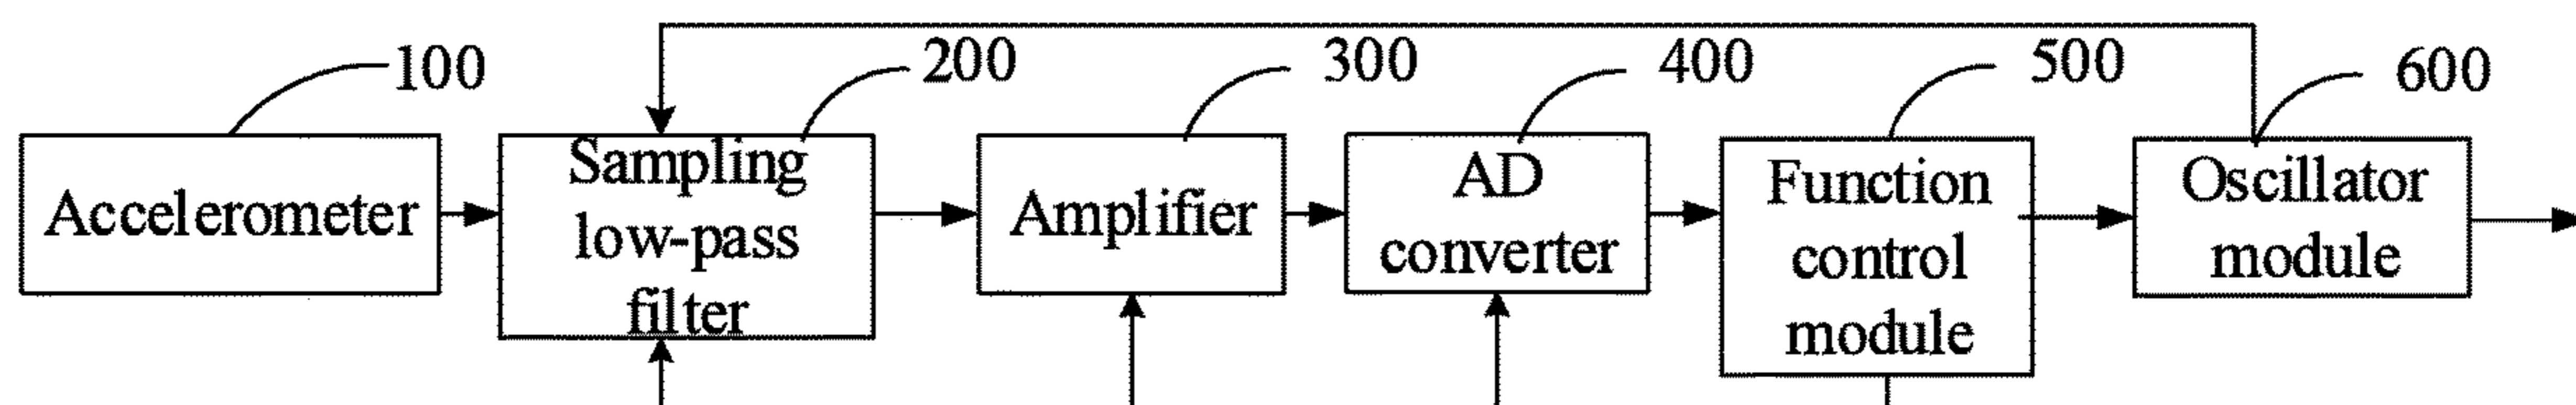 100
200
300
400
500
600
Accelerometer
Sampling
low-pass
filter
Amplifier
AD
converter
Function
control
module
Oscillator
module